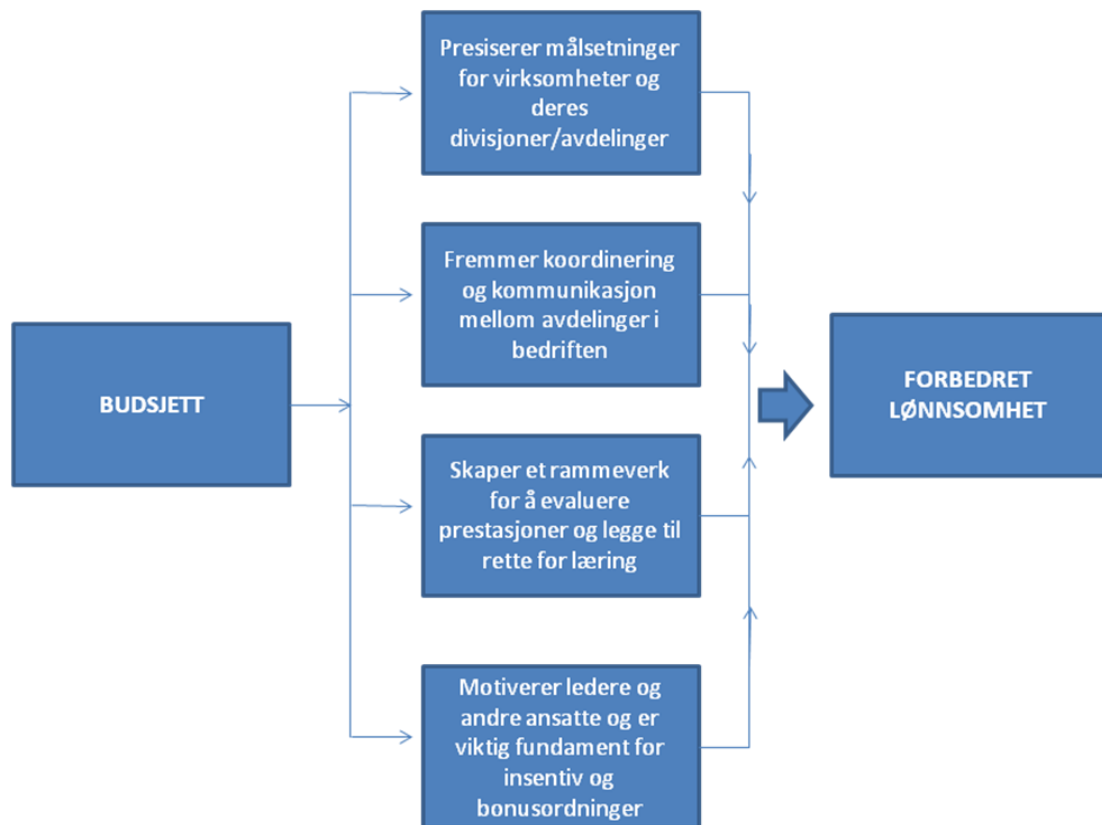 Presiserer målsetninger
for virksomheter og
deres
divisjoner/avdelinger
Fremmer koordinering
og kommunikasjon
mellom avdelinger i
bedriften
BUDSJETT
FORBEDRET
LØNNSOMHET
Skaper et rammeverk
for å evaluere
prestasjoner og legge til
rette for læring
Motiverer ledere og
andre ansatte og er
viktig fundament for
insentiv og
bonusordninger